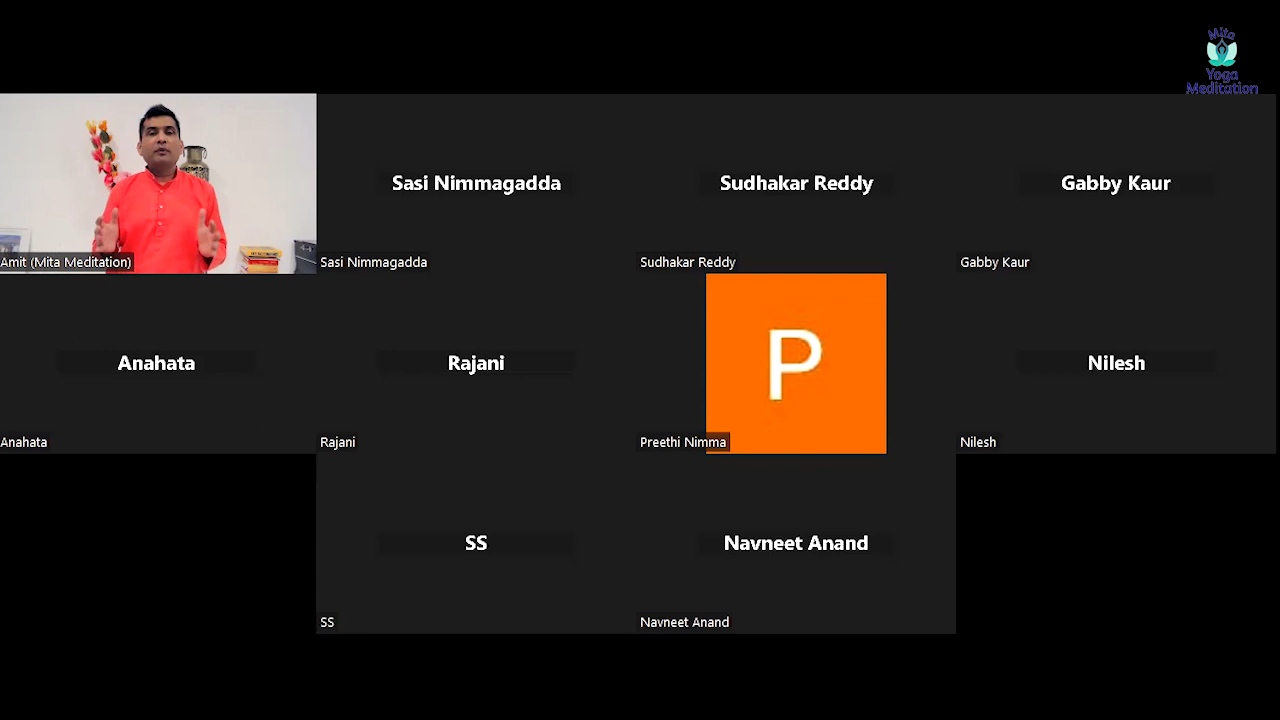 Mita
Yoga
Meditation
Amit (Mita Meditation)
Sasi Nimmagadda
Sasi Nimmagadda
Sudhakar Reddy
Sudhakar Reddy
Gabby Kaur
Gabby Kaur
Anahata
Anahata
Rajani
Rajani
P
Preethi Nimma
Nilesh
Nilesh
SS
SS
Navneet Anand
Navneet Anand